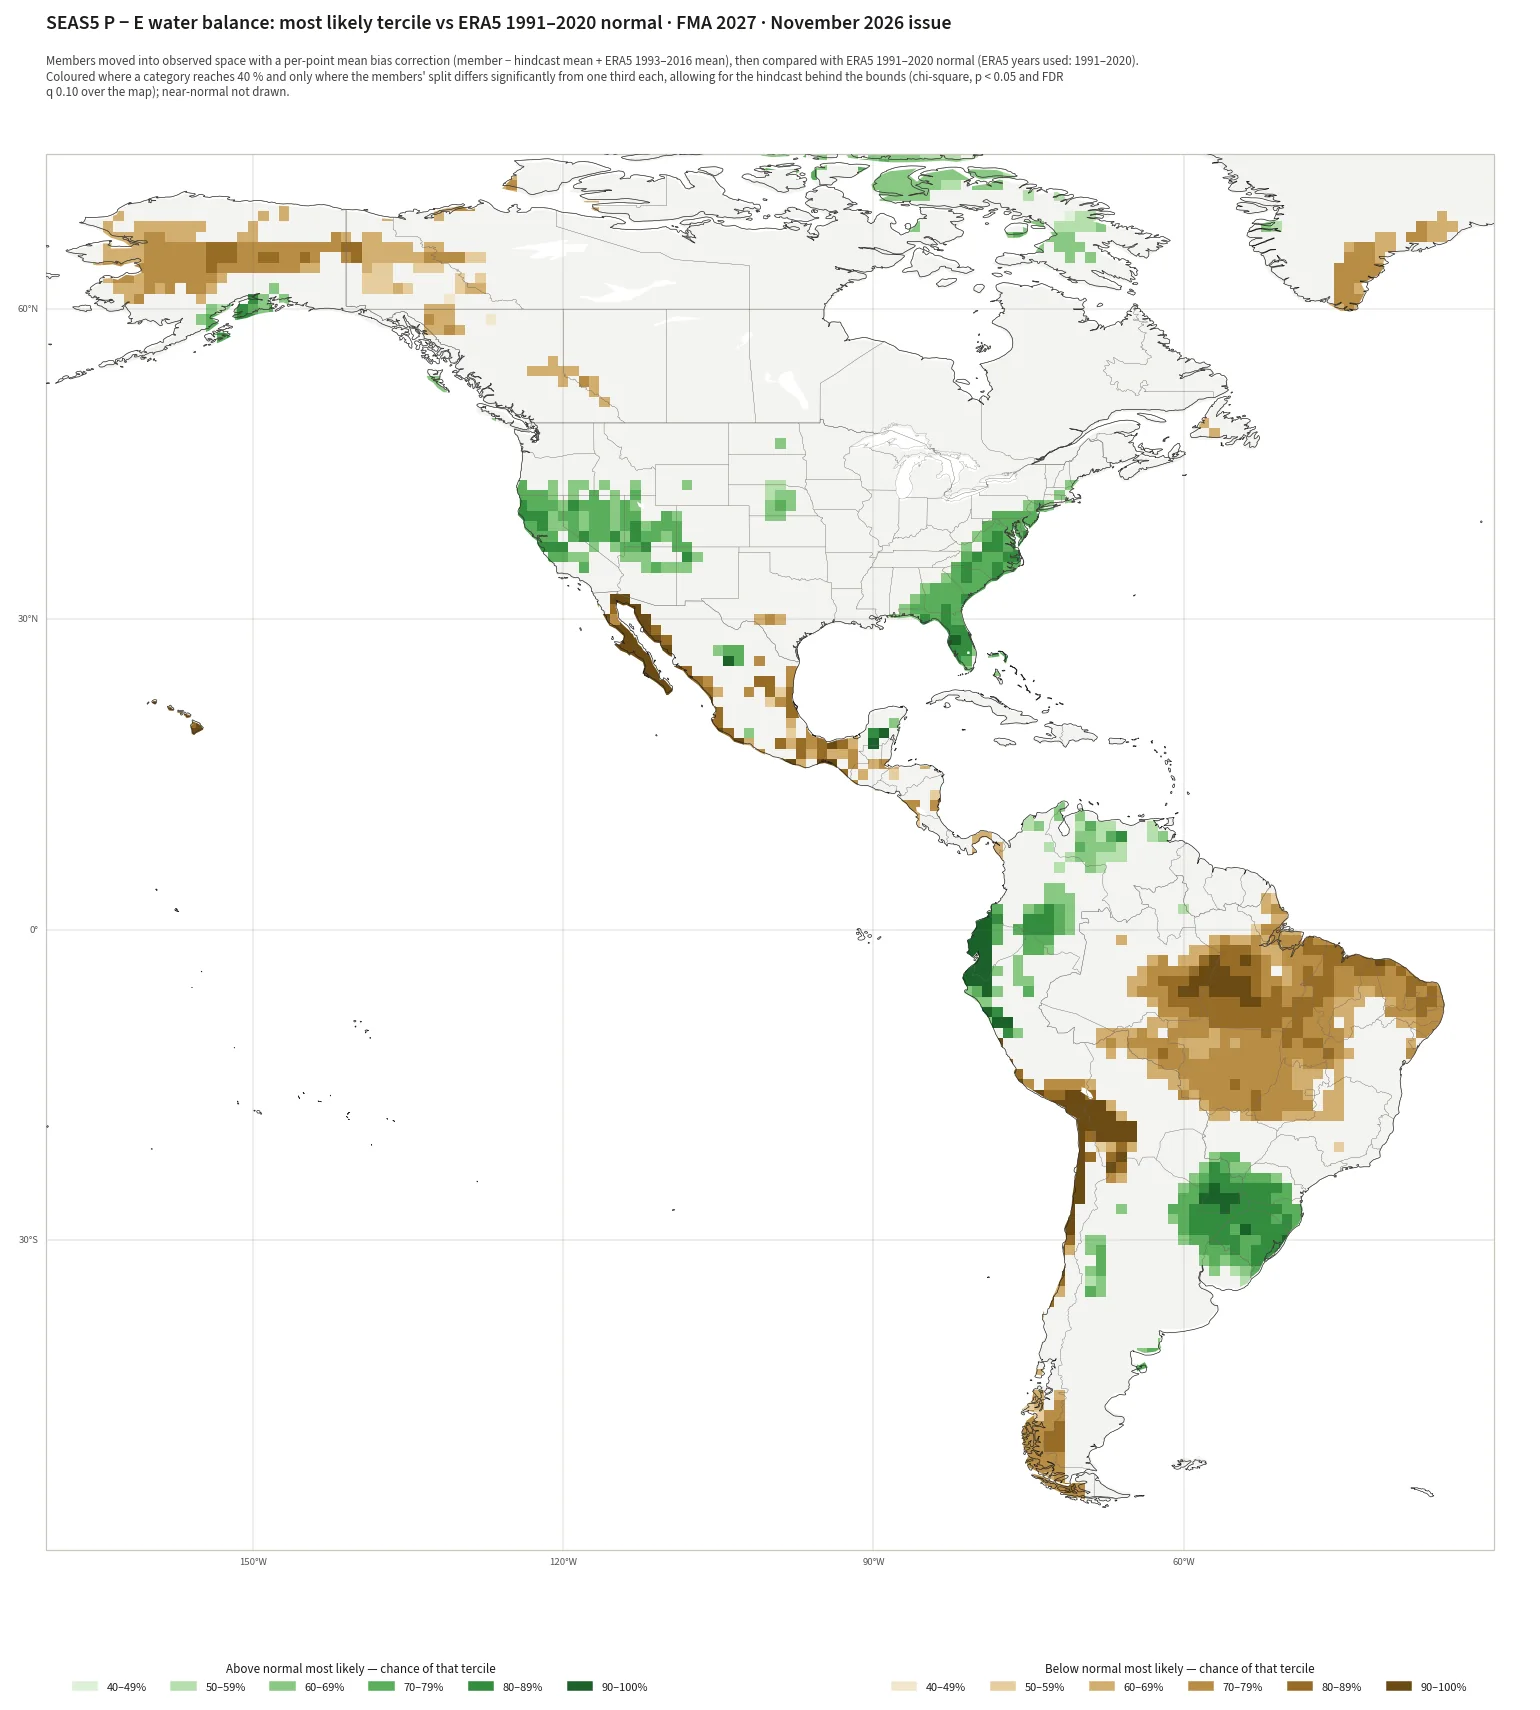 SEAS5 P − E water balance: most likely tercile vs ERA5 1991–2020 normal · FMA 2027 · November 2026 issue
Members moved into observed space with a per-point mean bias correction (member − hindcast mean + ERA5 1993–2016 mean), then compared with ERA5 1991–2020 normal (ERA5 years used: 1991–2020).
Coloured where a category reaches 40 % and only where the members' split differs significantly from one third each, allowing for the hindcast behind the bounds (chi-square, p < 0.05 and FDR
q 0.10 over the map); near-normal not drawn.
60°N
30°N
0°
30°S
150°W
120°W
90°W
60°W
Above normal most likely — chance of that tercile
40–49%
50–59%
60–69%
70–79%
80–89%
90–100%
Below normal most likely — chance of that tercile
40–49%
50–59%
60–69%
70–79%
80–89%
90–100%